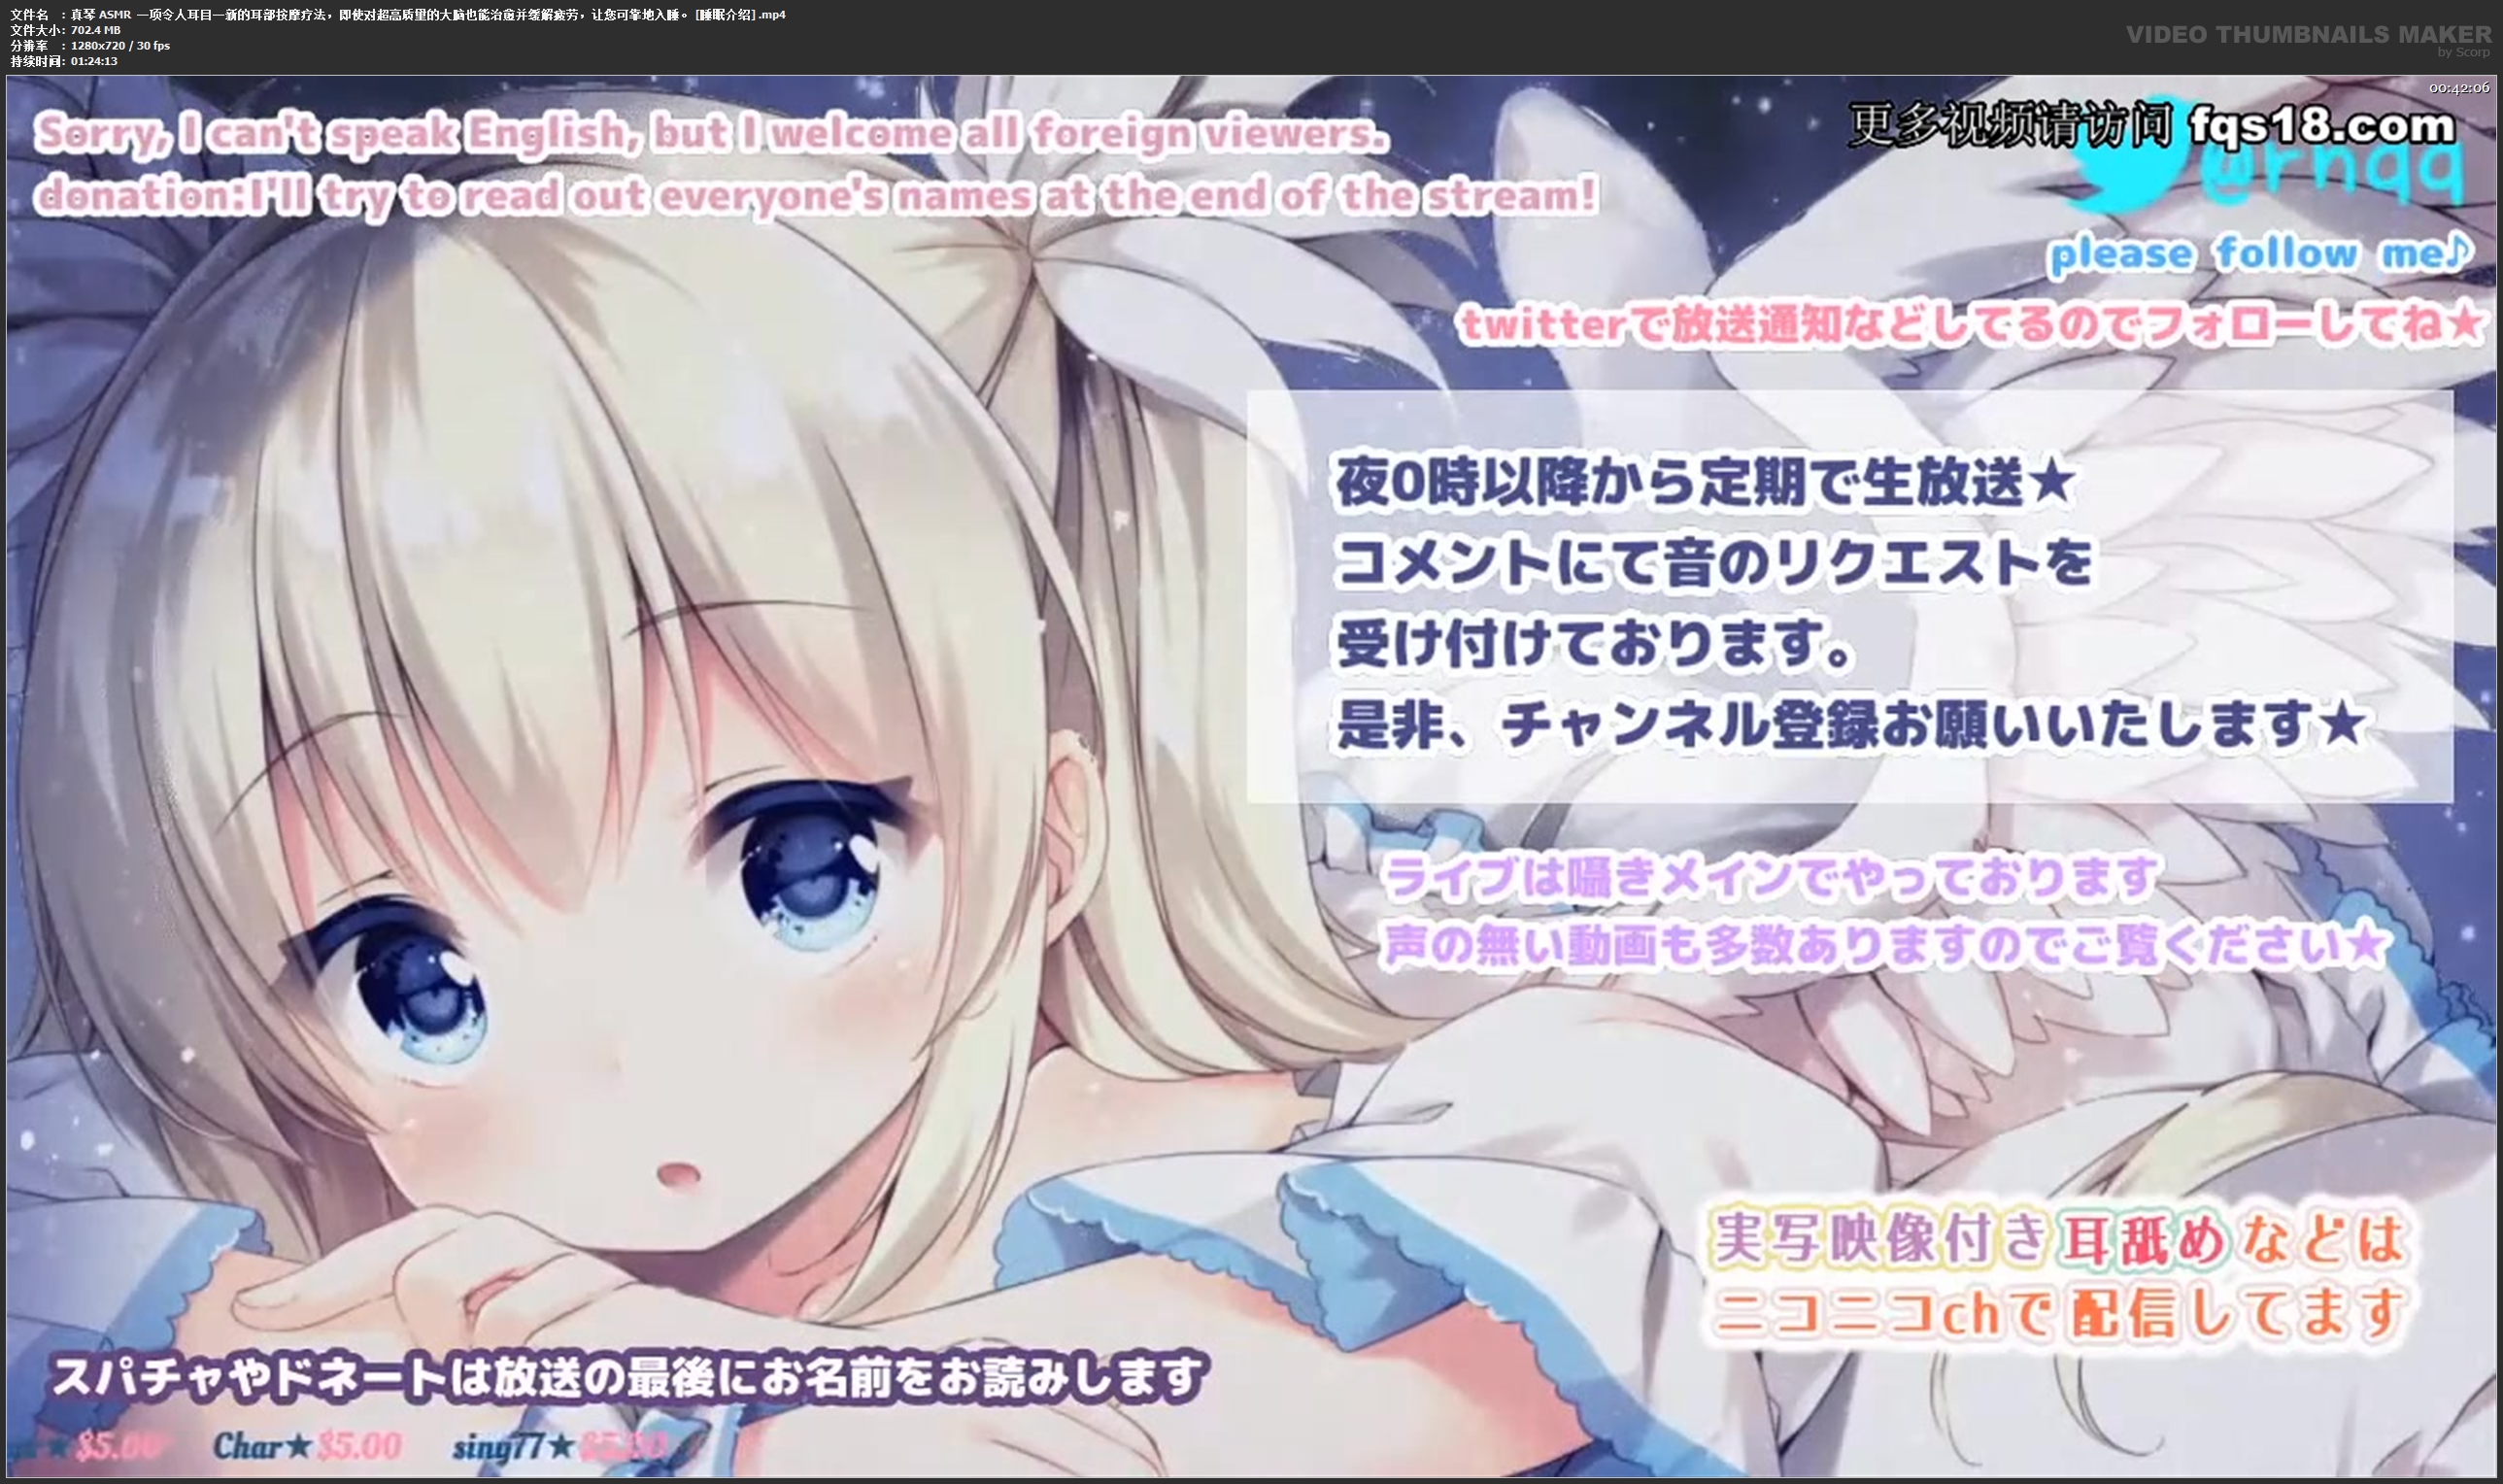 文件名 : 真琴 ASMR 一项令人耳目一新的耳部按摩疗法，即使对超高质量的大脑也能治愈并缓解疲劳，让您可靠地入睡。 [睡眠介绍] .mp4
文件大小: 702.4 MB
分辨率 : 1280x720 / 30 fps
持续时间: 01:24:13
VIDEO THUMBNAILS MAKER
by Scorp
00:42:06
Sorry, I can't speak English, but I welcome all foreign viewers.
donation:I'll try to read out everyone's names at the end of the stream!
更多视频请访问 fqs18.com
@rnqq
please follow me♪
twitterで放送通知などしてるのでフォローしてね★
夜0時以降から定期で生放送★
コメントにて音のリクエストを
受け付けております。
是非、チャンネル登録お願いいたします★
ライブは囁きメインでやっております
声の無い動画も多数ありますのでご覧ください★
実写映像付き耳舐めなどは
ニコニコchで配信してます
スパチャやドネートは放送の最後にお名前をお読みします
★$5.00 Char★$5.00 sing77★$5.00